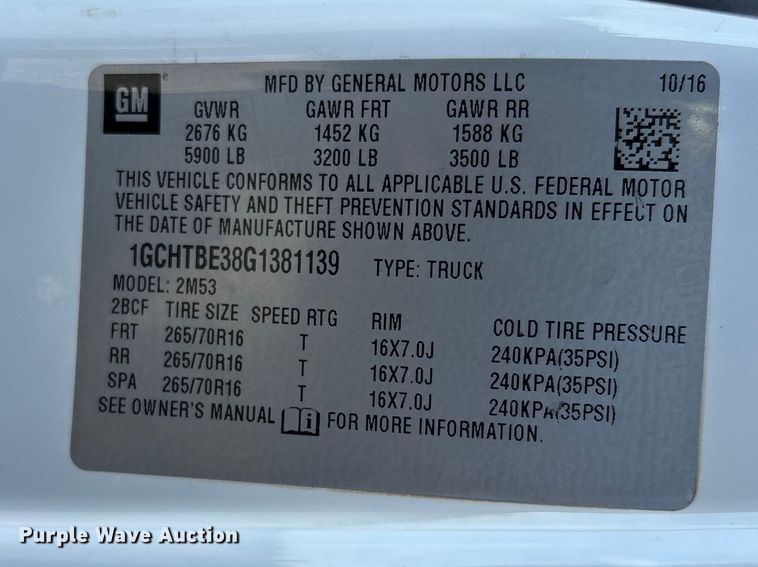 GM
MFD BY GENERAL MOTORS LLC 10/16
GVWR GAWR FRT GAWR RR
2676 KG 1452 KG 1588 KG
5900 LB 3200 LB 3500 LB
THIS VEHICLE CONFORMS TO ALL APPLICABLE U.S. FEDERAL MOTOR
VEHICLE SAFETY AND THEFT PREVENTION STANDARDS IN EFFECT ON
THE DATE OF MANUFACTURE SHOWN ABOVE.
1GCHTBE38G1381139 TYPE: TRUCK
MODEL: 2M53
2BCF TIRE SIZE SPEED RTG RIM COLD TIRE PRESSURE
FRT 265/70R16 T 16X7.0J 240KPA(35PSI)
RR 265/70R16 T 16X7.0J 240KPA(35PSI)
SPA 265/70R16 T 16X7.0J 240KPA(35PSI)
SEE OWNER'S MANUAL i FOR MORE INFORMATION.
Purple Wave Auction